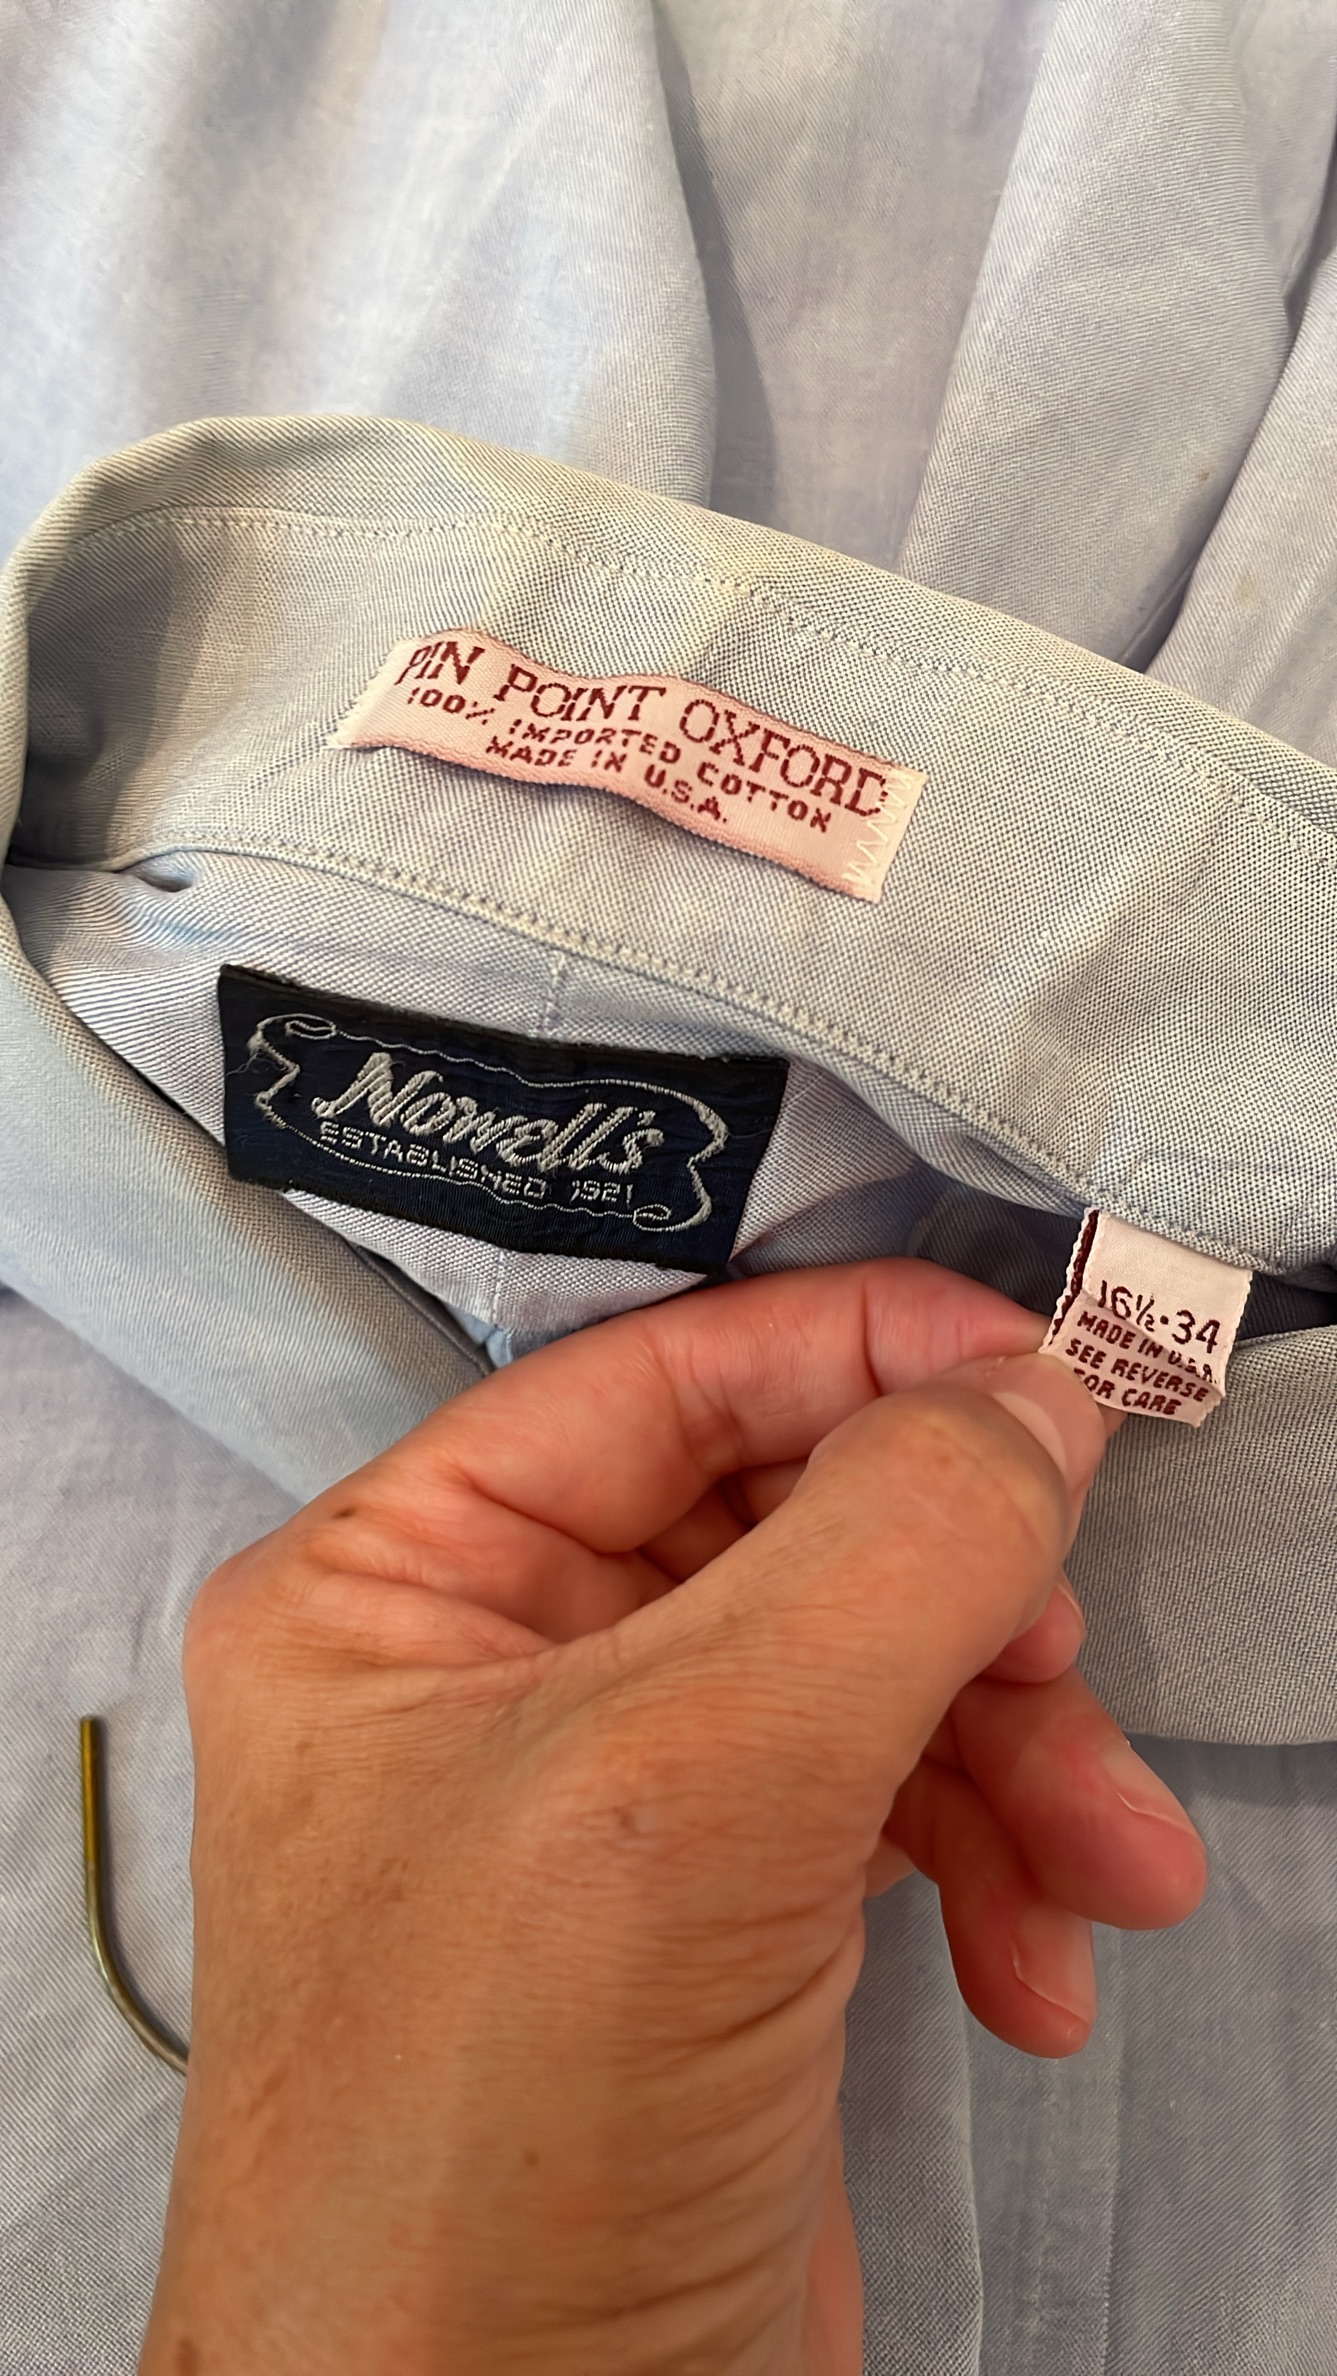 PIN POINT OXFORD
100% IMPORTED COTTON
MADE IN U.S.A.
Norvell's
ESTABLISHED 1921
16½·34
MADE IN U.S.A.
SEE REVERSE
FOR CARE